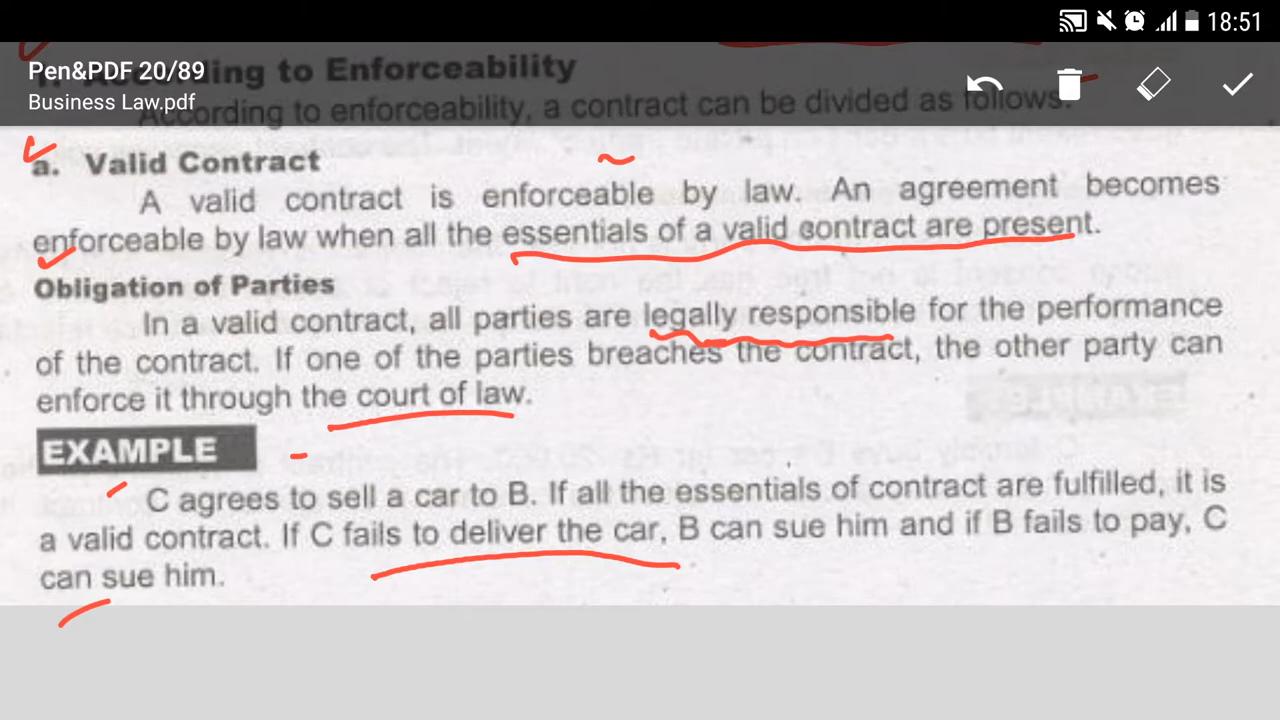 18:51
Pen&PDF 20/89
Business Law.pdf
According to Enforceability
According to enforceability, a contract can be divided as follows:
a. Valid Contract
A valid contract is enforceable by law. An agreement becomes
enforceable by law when all the essentials of a valid contract are present.
Obligation of Parties
In a valid contract, all parties are legally responsible for the performance
of the contract. If one of the parties breaches the contract, the other party can
enforce it through the court of law.
EXAMPLE
C agrees to sell a car to B. If all the essentials of contract are fulfilled, it is
a valid contract. If C fails to deliver the car, B can sue him and if B fails to pay, C
can sue him.